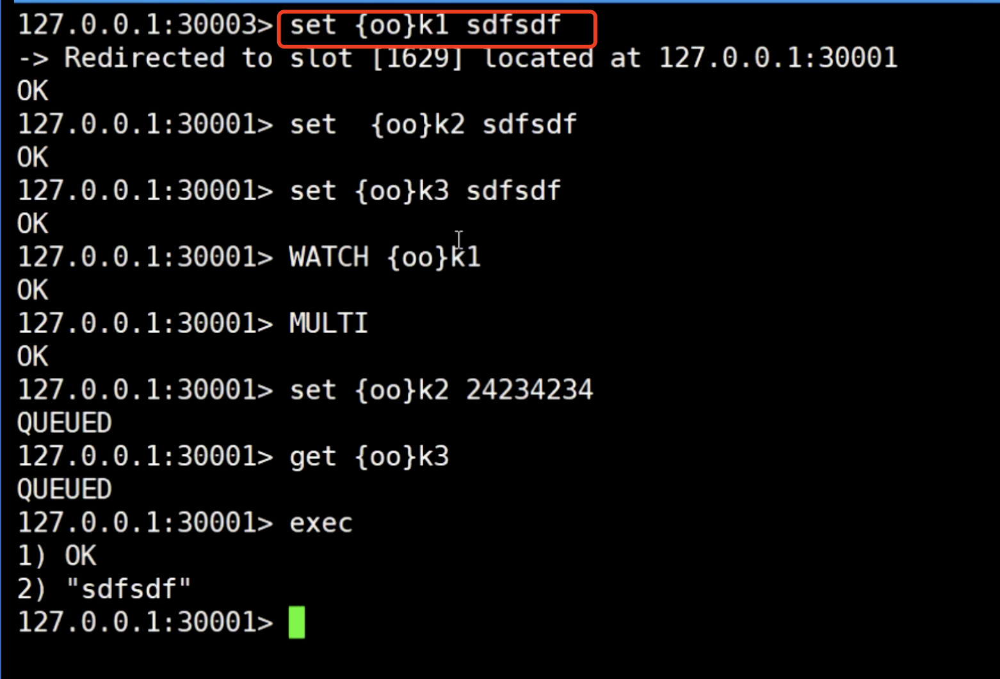 127.0.0.1:30003> set {oo}k1 sdfsdf
-> Redirected to slot [1629] located at 127.0.0.1:30001
OK
127.0.0.1:30001> set  {oo}k2 sdfsdf
OK
127.0.0.1:30001> set {oo}k3 sdfsdf
OK
127.0.0.1:30001> WATCH {oo}k1
OK
127.0.0.1:30001> MULTI
OK
127.0.0.1:30001> set {oo}k2 24234234
QUEUED
127.0.0.1:30001> get {oo}k3
QUEUED
127.0.0.1:30001> exec
1) OK
2) "sdfsdf"
127.0.0.1:30001>